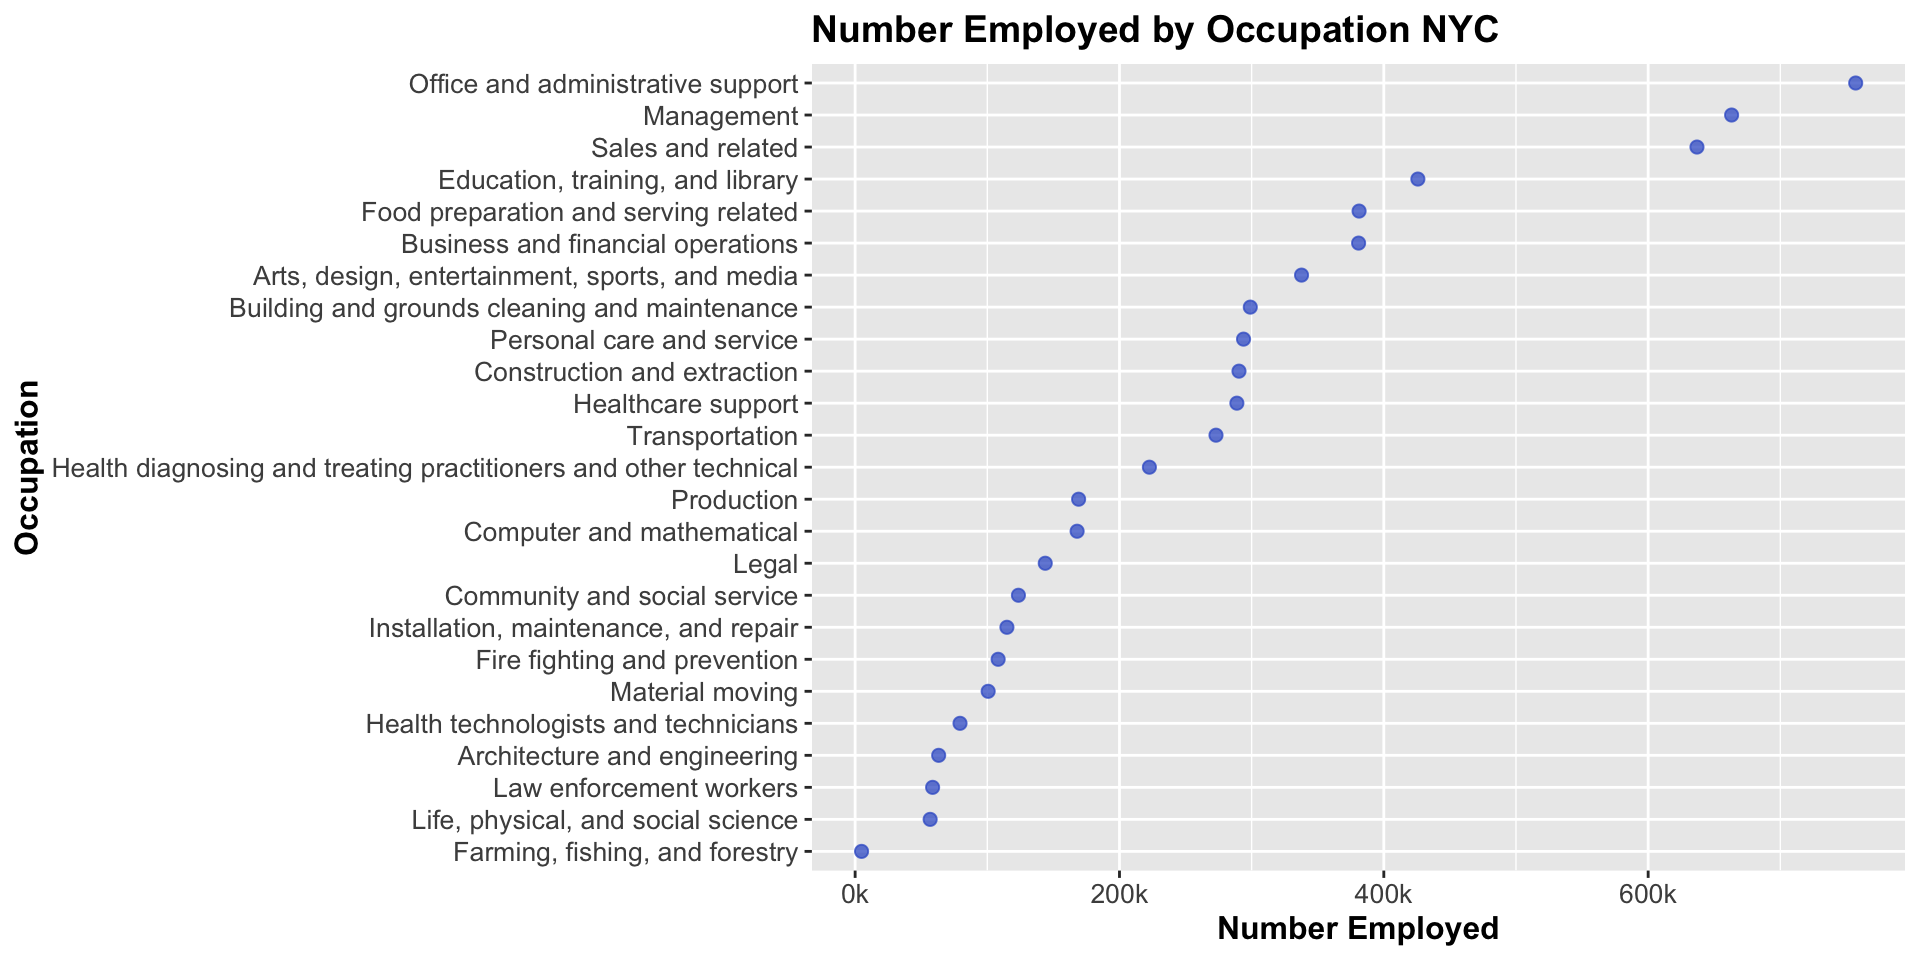 Number Employed by Occupation NYC
Occupation
Office and administrative support
Management
Sales and related
Education, training, and library
Food preparation and serving related
Business and financial operations
Arts, design, entertainment, sports, and media
Building and grounds cleaning and maintenance
Personal care and service
Construction and extraction
Healthcare support
Transportation
Health diagnosing and treating practitioners and other technical
Production
Computer and mathematical
Legal
Community and social service
Installation, maintenance, and repair
Fire fighting and prevention
Material moving
Health technologists and technicians
Architecture and engineering
Law enforcement workers
Life, physical, and social science
Farming, fishing, and forestry
0k 200k 400k 600k
Number Employed